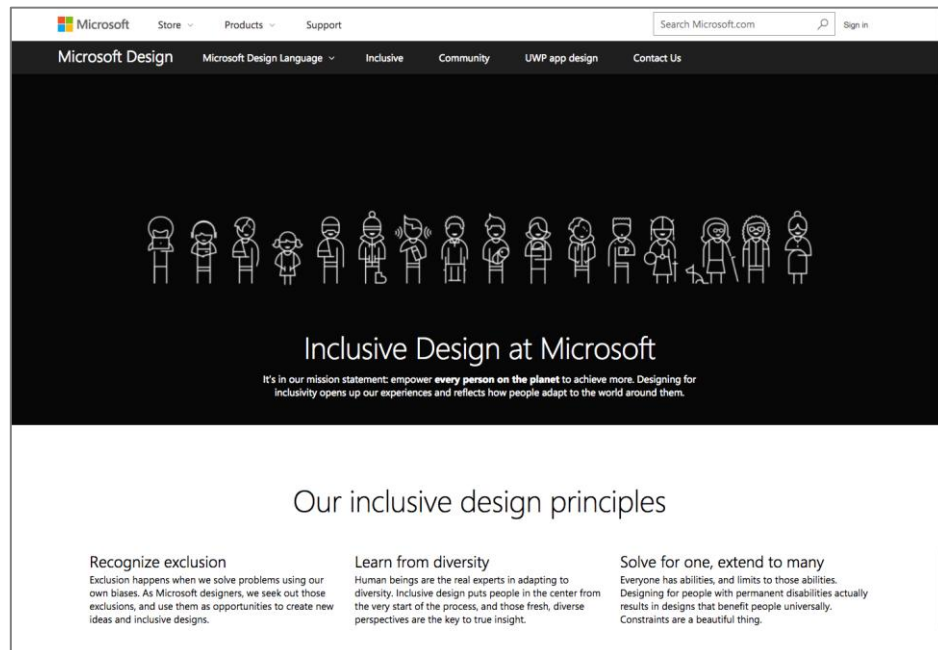 Microsoft Store Products Support Search Microsoft.com Sign in
Microsoft Design Microsoft Design Language Inclusive Community UWP app design Contact Us
Inclusive Design at Microsoft
It's in our mission statement: empower every person on the planet to achieve more. Designing for
inclusivity opens up our experiences and reflects how people adapt to the world around them.
Our inclusive design principles
Recognize exclusion
Exclusion happens when we solve problems using our
own biases. As Microsoft designers, we seek out those
exclusions, and use them as opportunities to create new
ideas and inclusive designs.
Learn from diversity
Human beings are the real experts in adapting to
diversity. Inclusive design puts people in the center from
the very start of the process, and those fresh, diverse
perspectives are the key to true insight.
Solve for one, extend to many
Everyone has abilities, and limits to those abilities.
Designing for people with permanent disabilities actually
results in designs that benefit people universally.
Constraints are a beautiful thing.